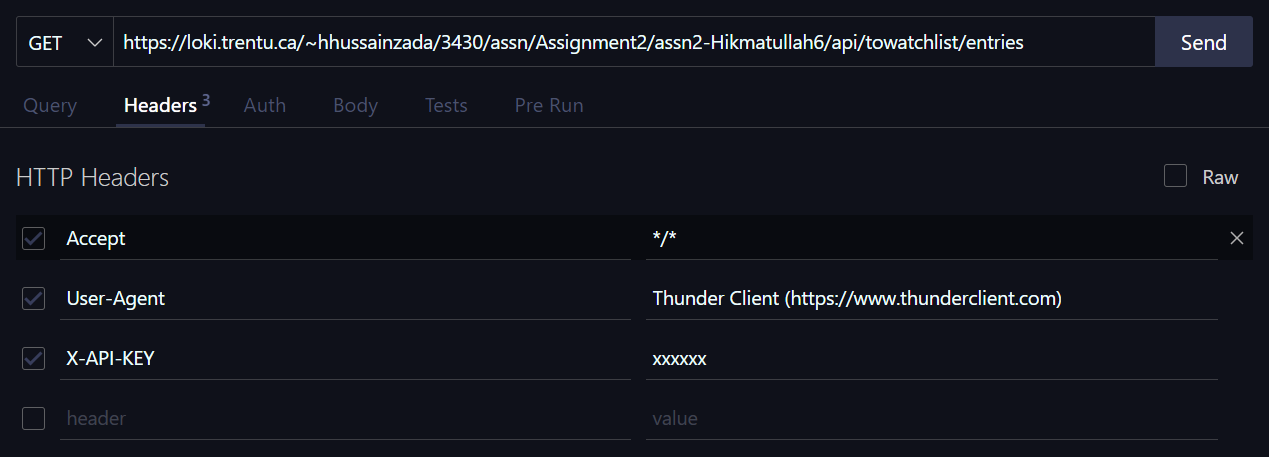 GET https://loki.trentu.ca/~hhussainzada/3430/assn/Assignment2/assn2-Hikmatullah6/api/towatchlist/entries Send
Query Headers 3 Auth Body Tests Pre Run
HTTP Headers Raw
Accept */*
User-Agent Thunder Client (https://www.thunderclient.com)
X-API-KEY xxxxxx
header value